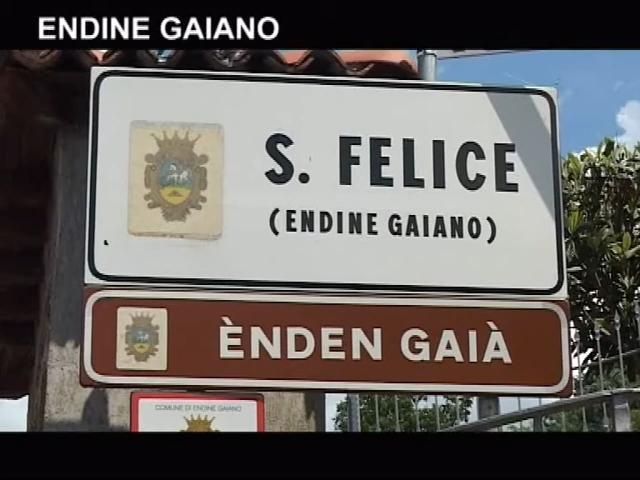 ENDINE GAIANO
S. FELICE
(ENDINE GAIANO)
ÈNDEN GAIÀ
COMUNE DI ENDINE GAIANO